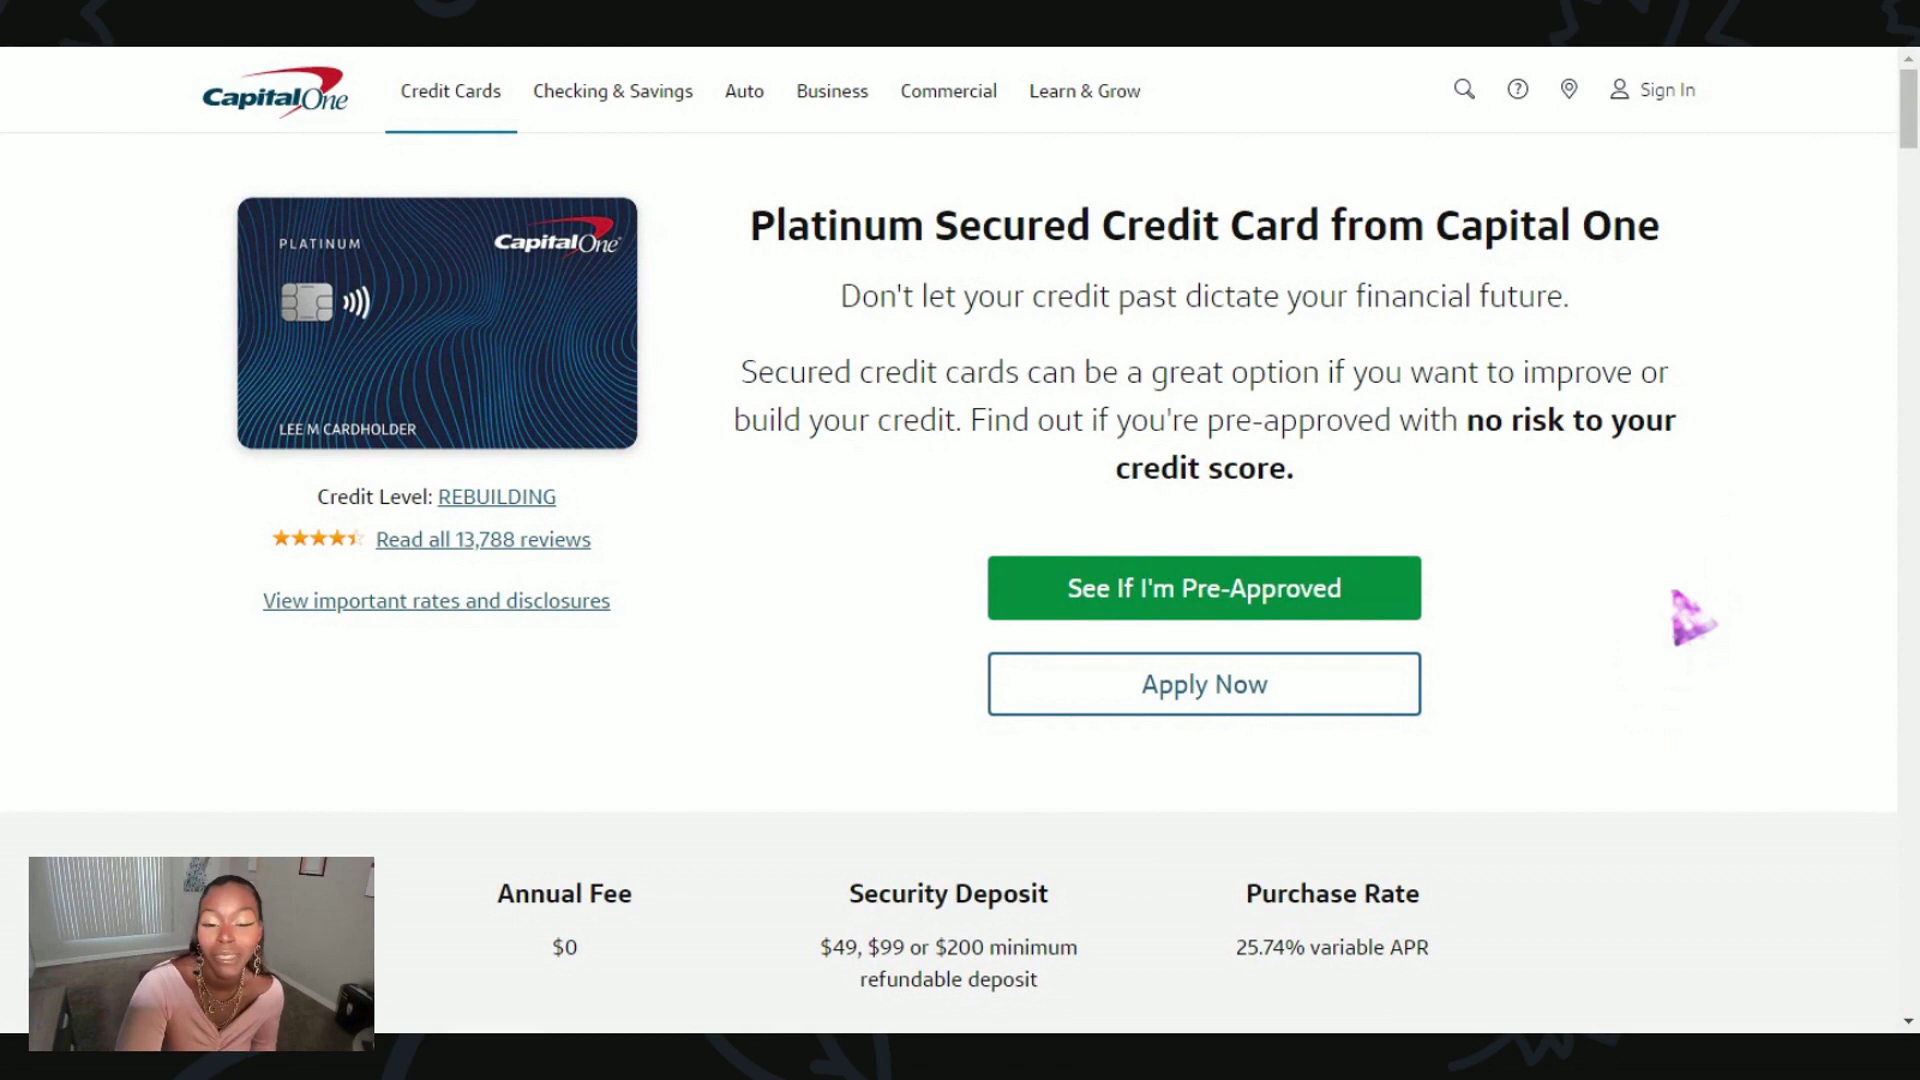 CapitalOne
Credit Cards
Checking & Savings
Auto
Business
Commercial
Learn & Grow
Sign In
PLATINUM
CapitalOne
LEE M CARDHOLDER
Credit Level: REBUILDING
Read all 13,788 reviews
View important rates and disclosures
Platinum Secured Credit Card from Capital One
Don't let your credit past dictate your financial future.
Secured credit cards can be a great option if you want to improve or
build your credit. Find out if you're pre-approved with no risk to your
credit score.
See If I'm Pre-Approved
Apply Now
Annual Fee
$0
Security Deposit
$49, $99 or $200 minimum
refundable deposit
Purchase Rate
25.74% variable APR